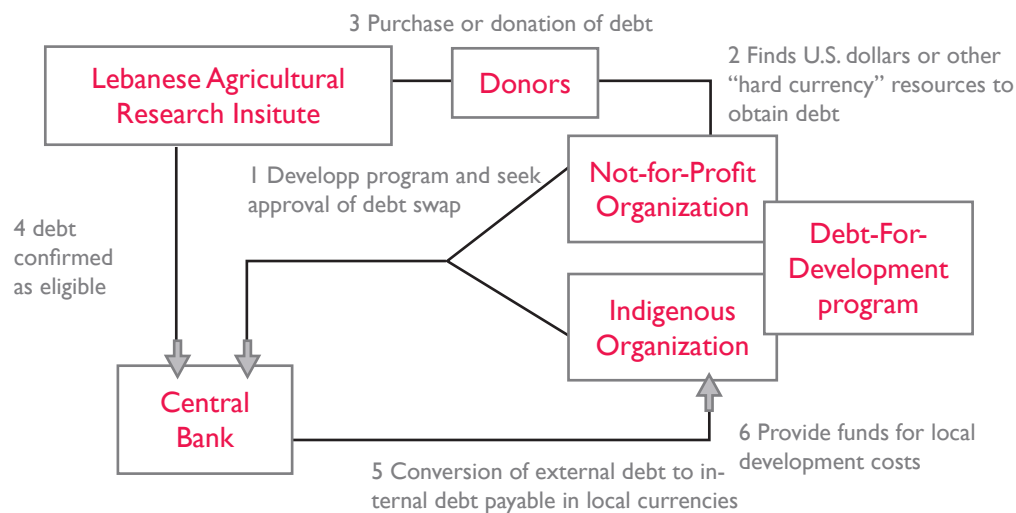 3 Purchase or donation of debt
Lebanese Agricultural
Research Insitute
Donors
2 Finds U.S. dollars or other
“hard currency” resources to
obtain debt
1 Developp program and seek
approval of debt swap
Not-for-Profit
Organization
4 debt
confirmed
as eligible
Debt-For-
Development
program
Indigenous
Organization
Central
Bank
6 Provide funds for local
development costs
5 Conversion of external debt to in-
ternal debt payable in local currencies